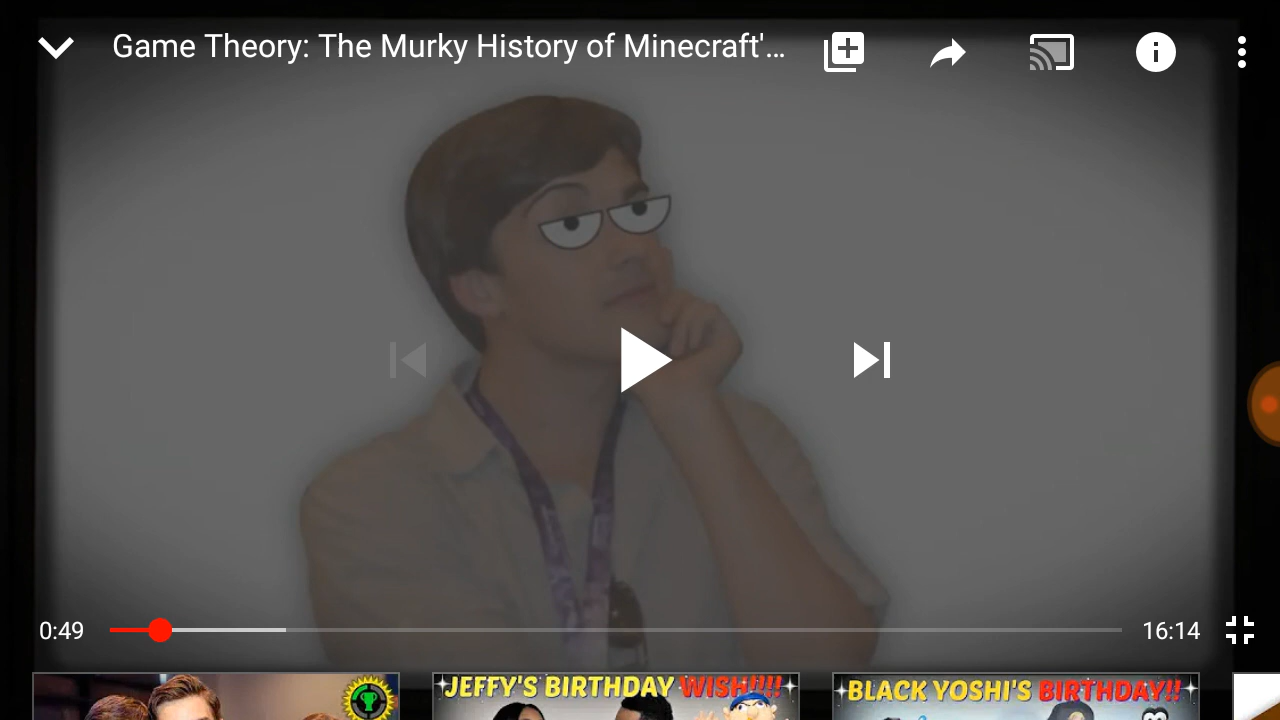 Game Theory: The Murky History of Minecraft'...
0:49
16:14
JEFFY'S BIRTHDAY WISH!!!!
BLACK YOSHI'S BIRTHDAY!!